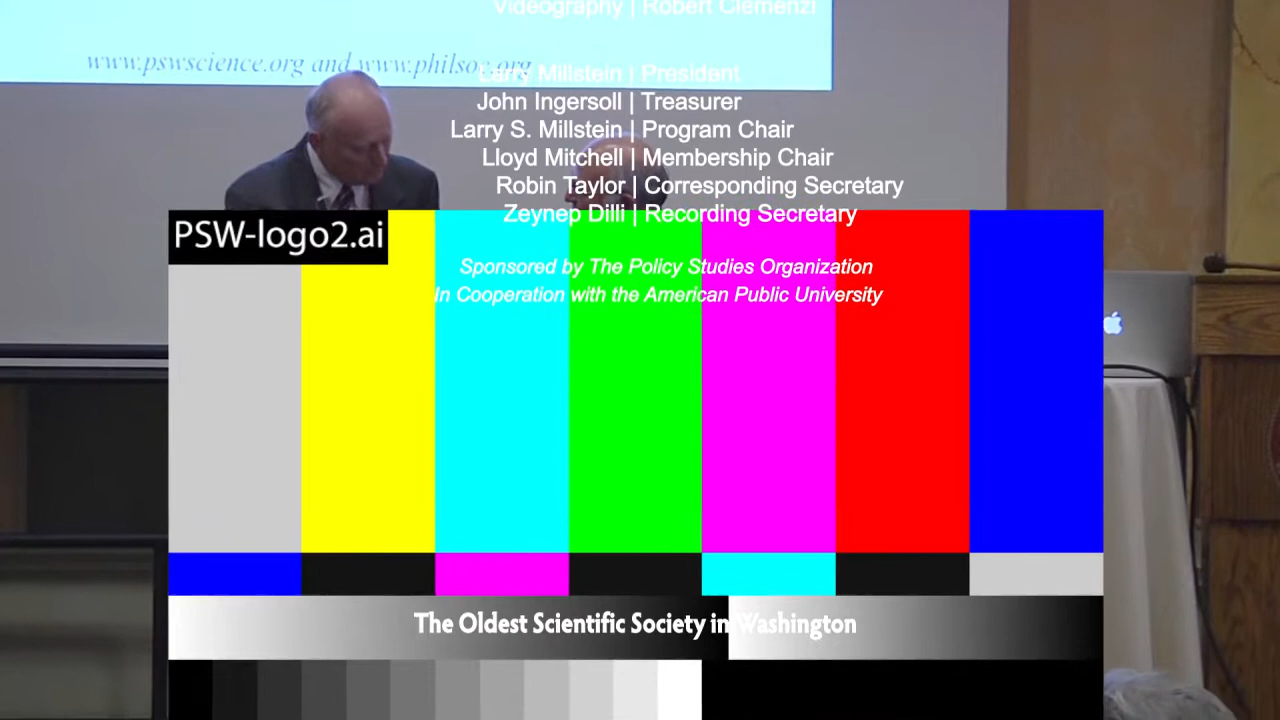 Videography | Robert Clemenzi
www.pswscience.org and www.philsoc.org
Larry Millstein | President
John Ingersoll | Treasurer
Larry S. Millstein | Program Chair
Lloyd Mitchell | Membership Chair
Robin Taylor | Corresponding Secretary
Zeynep Dilli | Recording Secretary
PSW-logo2.ai
Sponsored by The Policy Studies Organization
In Cooperation with the American Public University
The Oldest Scientific Society in Washington